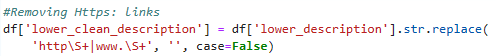 #Removing Https: links
df['lower_clean_description'] = df['lower_description'].str.replace(
    'http\S+|www.\S+', '', case=False)